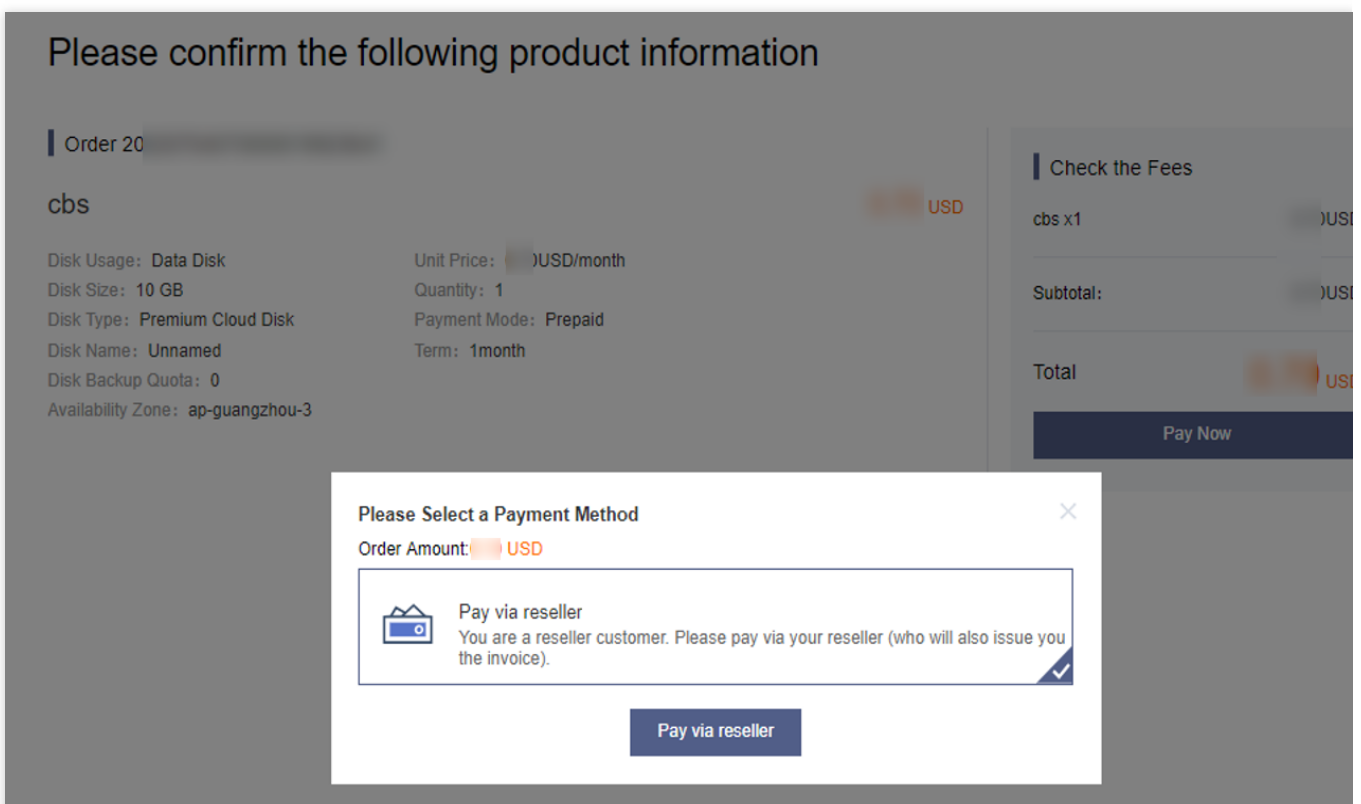 Please confirm the following product information
Order 20
cbs
USD
Disk Usage: Data Disk
Disk Size: 10 GB
Disk Type: Premium Cloud Disk
Disk Name: Unnamed
Disk Backup Quota: 0
Availability Zone: ap-guangzhou-3
Unit Price: USD/month
Quantity: 1
Payment Mode: Prepaid
Term: 1month
Check the Fees
cbs x1
Subtotal:
Total
Pay Now
Please Select a Payment Method
Order Amount: USD
Pay via reseller
You are a reseller customer. Please pay via your reseller (who will also issue you
the invoice).
Pay via reseller